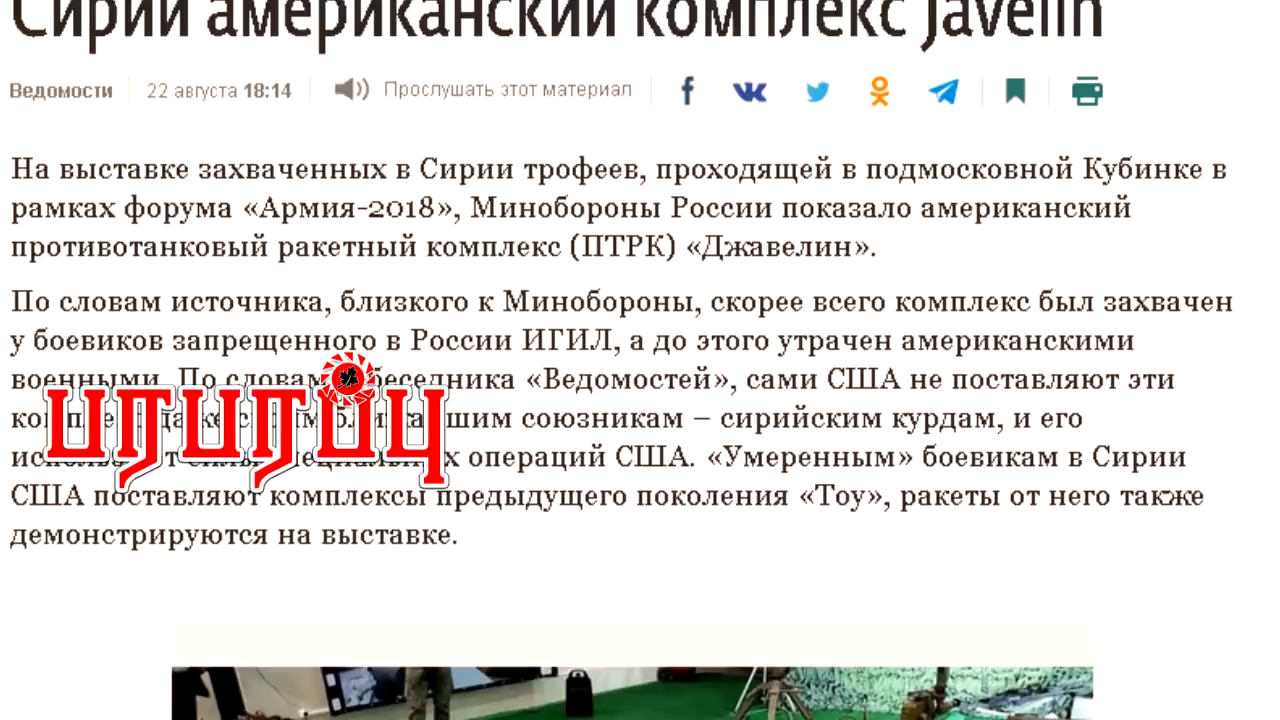 Сирии американский комплекс Javelin
Ведомости 22 августа 18:14 Прослушать этот материал
На выставке захваченных в Сирии трофеев, проходящей в подмосковной Кубинке в
рамках форума «Армия-2018», Минобороны России показало американский
противотанковый ракетный комплекс (ПТРК) «Джавелин».
По словам источника, близкого к Минобороны, скорее всего комплекс был захвачен
у боевиков запрещенного в России ИГИЛ, а до этого утрачен американскими
военными. По словам «Ведомостей», сами США не поставляют эти
союзникам – сирийским курдам, и его
операций США. «Умеренным» боевикам в Сирии
США поставляют комплексы предыдущего поколения «Тоу», ракеты от него также
демонстрируются на выставке.